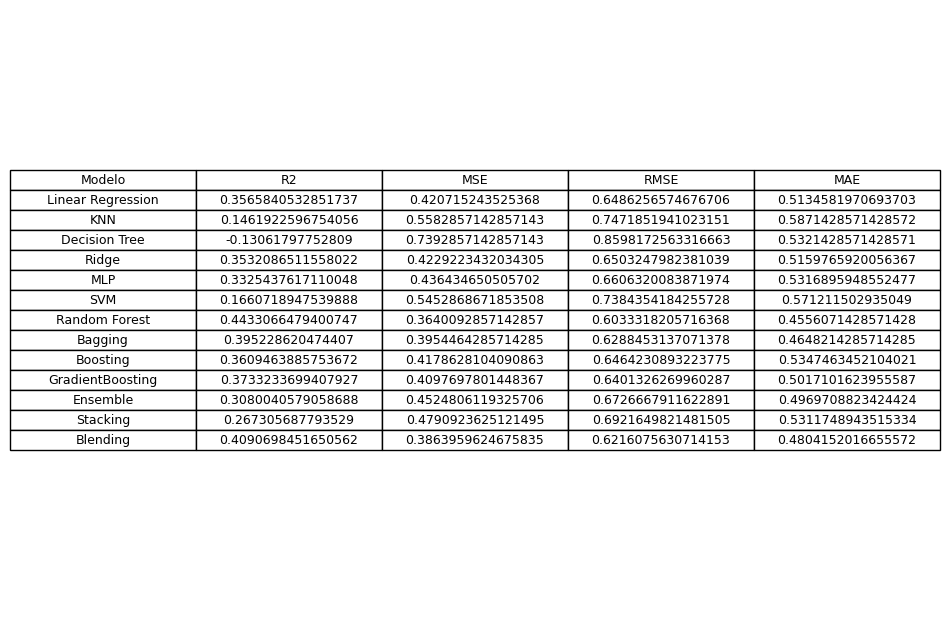 Modelo R2 MSE RMSE MAE
Linear Regression 0.3565840532851737 0.420715243525368 0.6486256574676706 0.5134581970693703
KNN 0.1461922596754056 0.5582857142857143 0.7471851941023151 0.5871428571428572
Decision Tree -0.13061797752809 0.7392857142857143 0.8598172563316663 0.5321428571428571
Ridge 0.3532086511558022 0.4229223432034305 0.6503247982381039 0.5159765920056367
MLP 0.3325437617110048 0.436434650505702 0.6606320083871974 0.5316895948552477
SVM 0.1660718947539888 0.5452868671853508 0.7384354184255728 0.571211502935049
Random Forest 0.4433066479400747 0.3640092857142857 0.6033318205716368 0.4556071428571428
Bagging 0.395228620474407 0.3954464285714285 0.6288453137071378 0.4648214285714285
Boosting 0.3609463885753672 0.4178628104090863 0.6464230893223775 0.5347463452104021
GradientBoosting 0.3733233699407927 0.4097697801448367 0.6401326269960287 0.5017101623955587
Ensemble 0.3080040579058688 0.4524806119325706 0.6726667911622891 0.4969708823424424
Stacking 0.267305687793529 0.4790923625121495 0.6921649821481505 0.5311748943515334
Blending 0.4090698451650562 0.3863959624675835 0.6216075630714153 0.4804152016655572